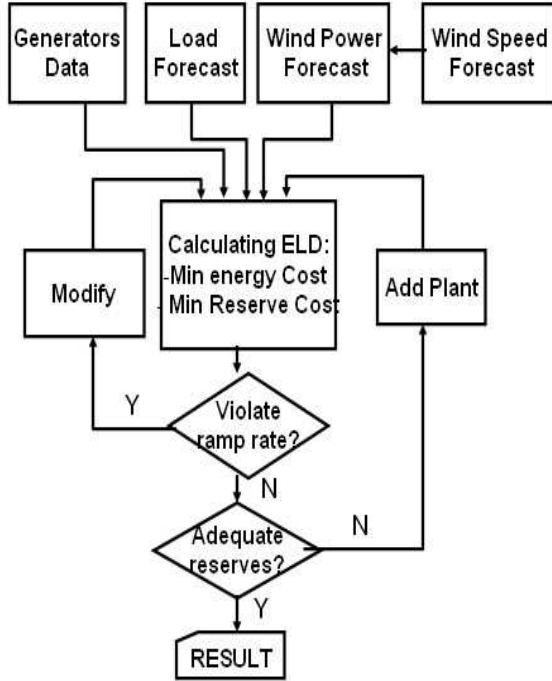 Generators
Data
Load
Forecast
Wind Power
Forecast
Wind Speed
Forecast
Calculating ELD:
-Min energy Cost
- Min Reserve Cost
Modify
Add Plant
Y
Violate
ramp rate?
N
N
Adequate
reserves?
Y
RESULT